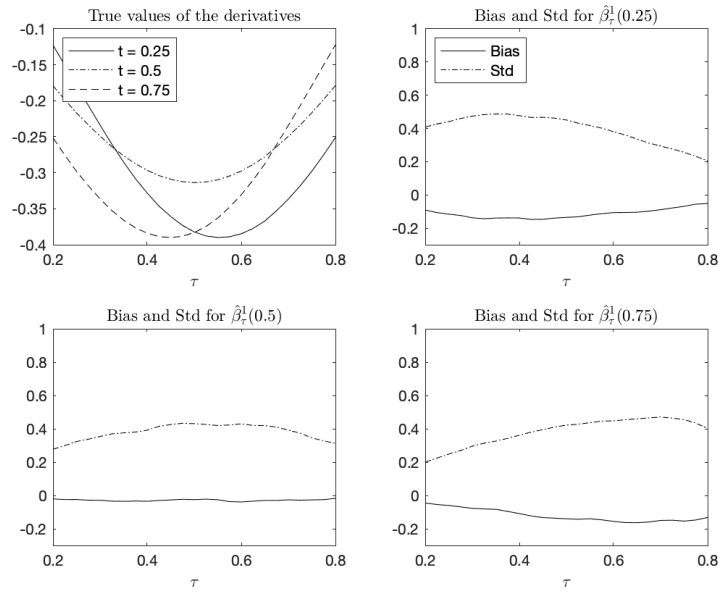 True values of the derivatives
-0.1
-0.15
-0.2
-0.25
-0.3
-0.35
-0.4
t = 0.25
t = 0.5
t = 0.75
0.2 0.4 0.6 0.8
τ
Bias and Std for β̂¹τ(0.25)
1
0.8
0.6
0.4
0.2
0
-0.2
Bias
Std
0.2 0.4 0.6 0.8
τ
Bias and Std for β̂¹τ(0.5)
1
0.8
0.6
0.4
0.2
0
-0.2
0.2 0.4 0.6 0.8
τ
Bias and Std for β̂¹τ(0.75)
1
0.8
0.6
0.4
0.2
0
-0.2
0.2 0.4 0.6 0.8
τ